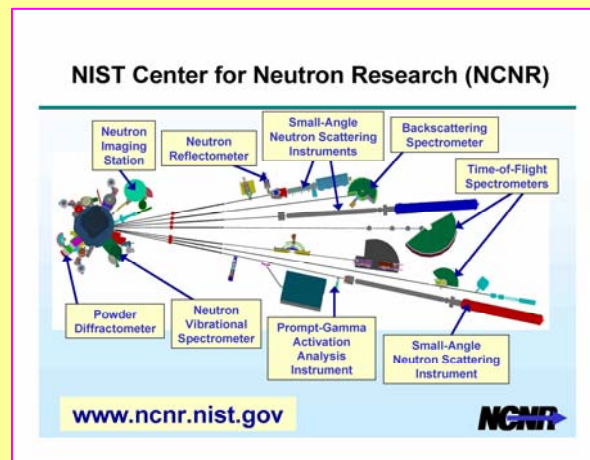 NIST Center for Neutron Research (NCNR)
Neutron
Imaging
Station
Neutron
Reflectometer
Small-Angle
Neutron Scattering
Instruments
Backscattering
Spectrometer
Time-of-Flight
Spectrometers
Powder
Diffractometer
Neutron
Vibrational
Spectrometer
Prompt-Gamma
Activation
Analysis
Instrument
Small-Angle
Neutron Scattering
Instrument
www.ncnr.nist.gov
NCNR